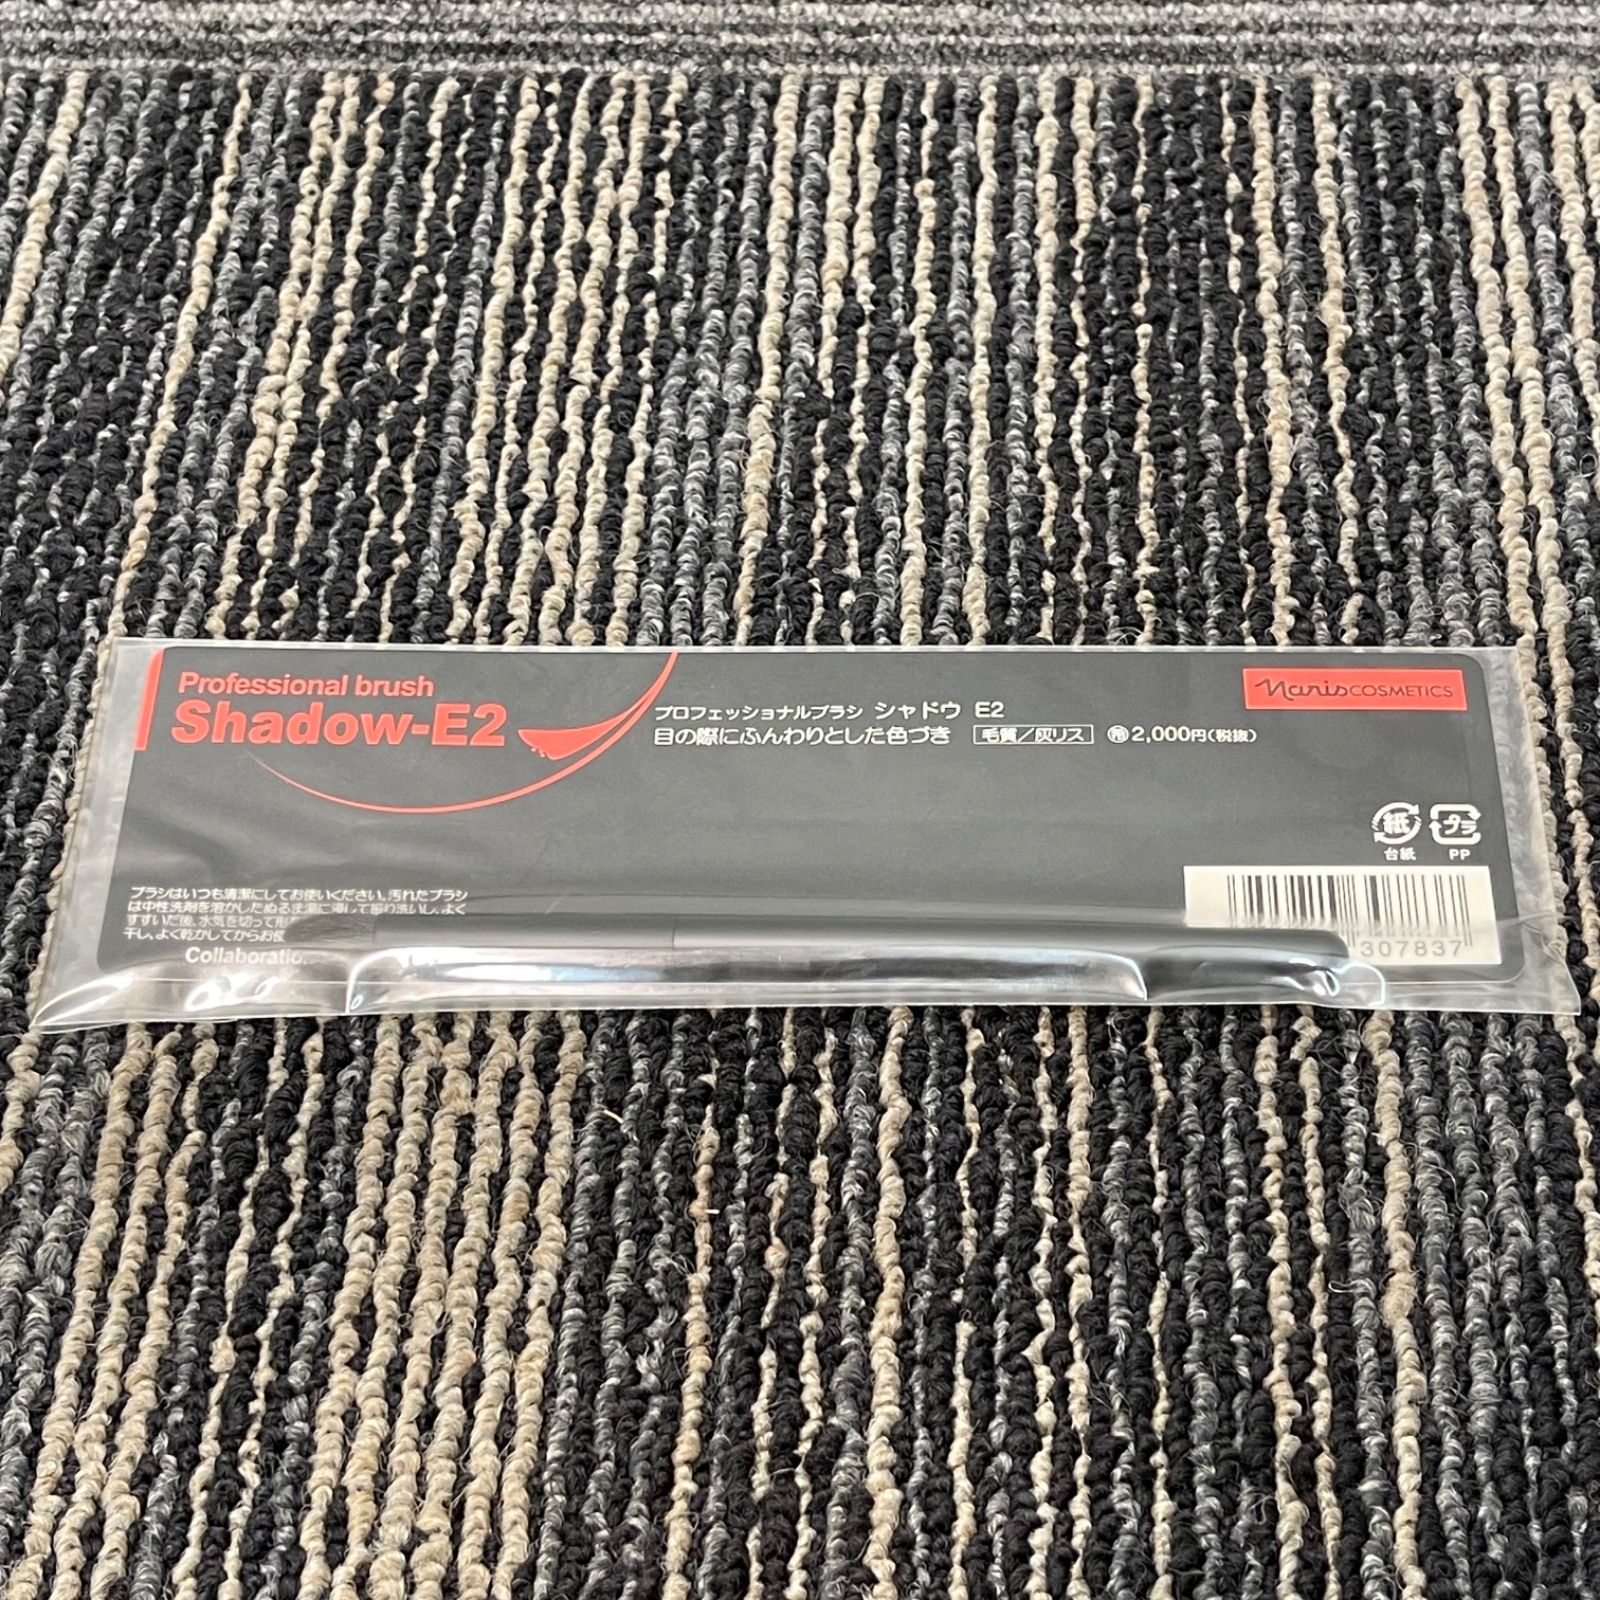 Professional brush
Shadow-E2
プロフェッショナルブラシ シャドウ E2
目の際にふんわりとした色づき 毛質/灰リス 希 2,000円(税抜)
Naris COSMETICS
紙 プラ
台紙 PP
ブラシはいつも清潔にしてお使いください。汚れたブラシ
は中性洗剤を溶かしたぬるま湯に浸して振り洗いし、よく
すすいだ後、水気を切って形を
干し、よく乾かしてからお使
Collaboration
307837